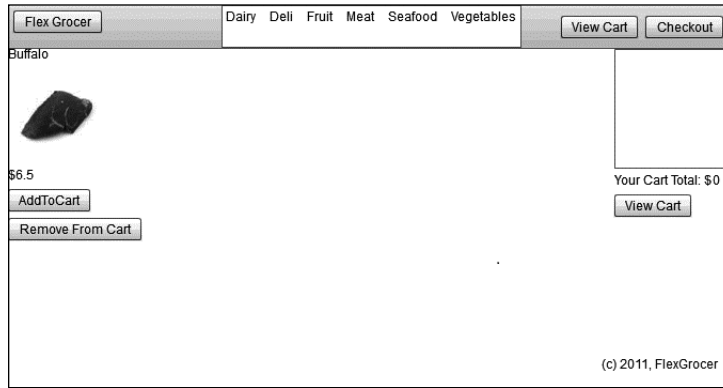 Flex Grocer
Dairy Deli Fruit Meat Seafood Vegetables
View Cart
Checkout
Buffalo
$6.5
AddToCart
Remove From Cart
Your Cart Total: $0
View Cart
(c) 2011, FlexGrocer